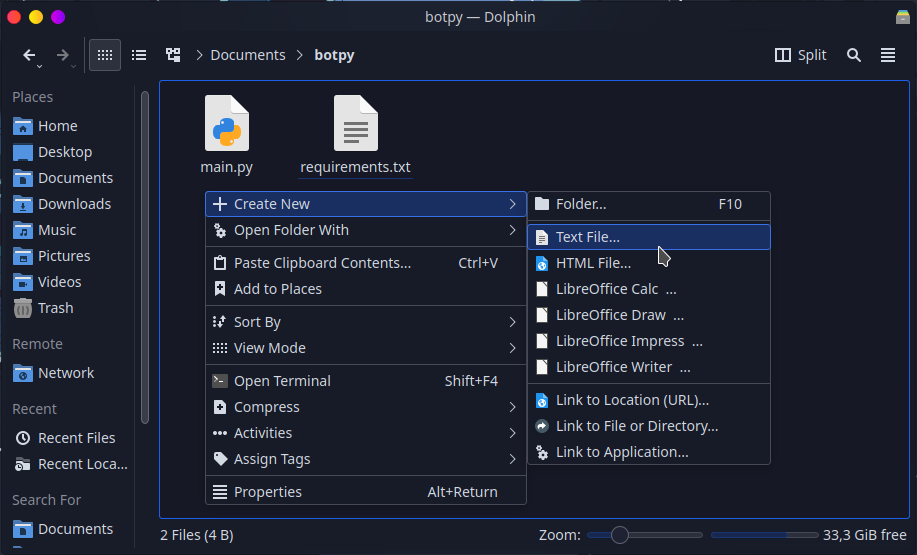 botpy — Dolphin
Documents
botpy
Split
Places
Home
Desktop
Documents
Downloads
Music
Pictures
Videos
Trash
Remote
Network
Recent
Recent Files
Recent Loca...
Search For
Documents
main.py
requirements.txt
Create New
Open Folder With
Paste Clipboard Contents... Ctrl+V
Add to Places
Sort By
View Mode
Open Terminal Shift+F4
Compress
Activities
Assign Tags
Properties Alt+Return
Folder... F10
Text File...
HTML File...
LibreOffice Calc ...
LibreOffice Draw ...
LibreOffice Impress ...
LibreOffice Writer ...
Link to Location (URL)...
Link to File or Directory...
Link to Application...
2 Files (4 B)
Zoom:
33,3 GiB free